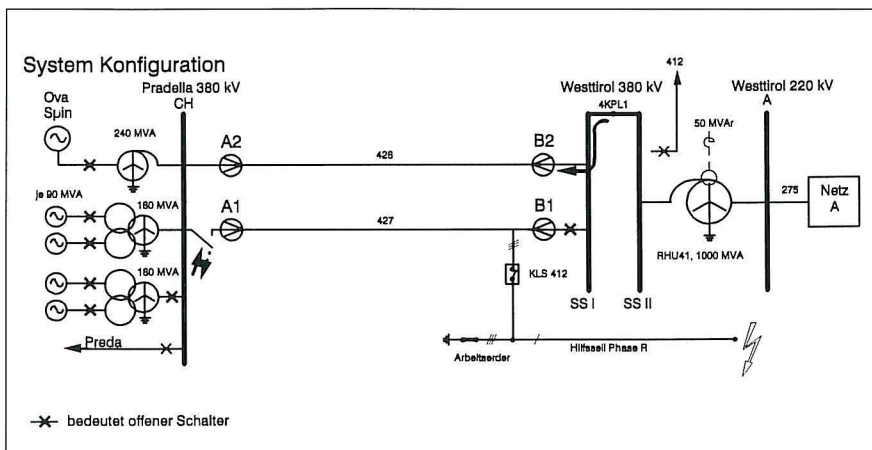 System Konfiguration
Pradella 380 kV
CH
Westtirol 380 kV
4KPL1
412
Westtirol 220 kV
A
Ova
Spin
240 MVA
A2
428
B2
50 MVAr
je 90 MVA
160 MVA
A1
427
B1
275
Netz
A
RHU41, 1000 MVA
160 MVA
KLS 412
SS I
SS II
Preda
Arbeitserder
Hilfsseil Phase R
bedeutet offener Schalter